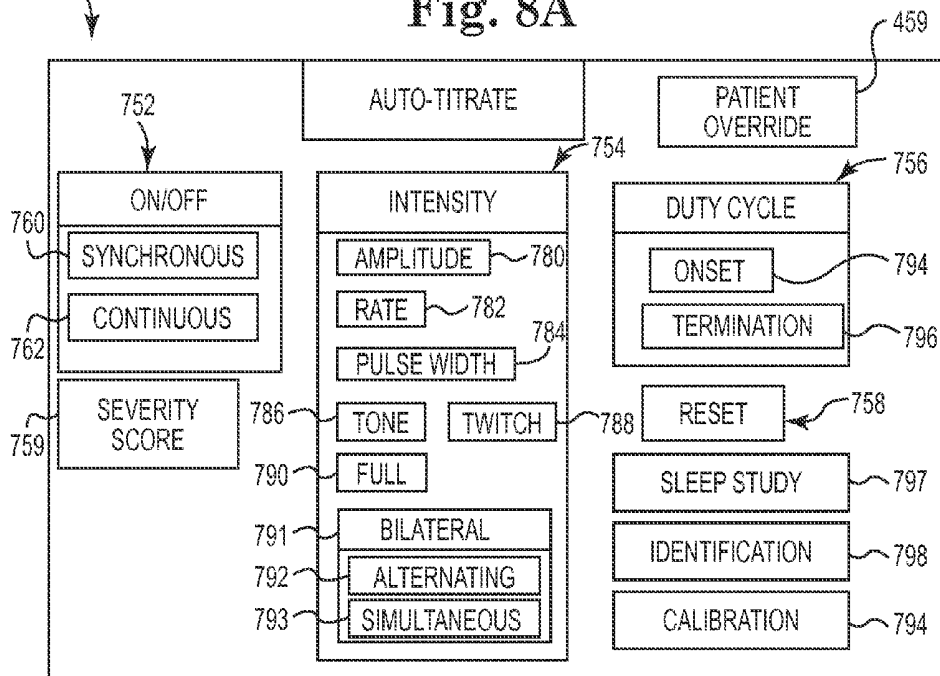 Fig. 8A
459
AUTO-TITRATE
PATIENT
OVERRIDE
752
754
756
ON/OFF
INTENSITY
DUTY CYCLE
760
SYNCHRONOUS
AMPLITUDE
780
ONSET
794
762
CONTINUOUS
RATE
782
TERMINATION
796
784
PULSE WIDTH
759
SEVERITY
SCORE
786
TONE
TWITCH
788
RESET
758
790
FULL
SLEEP STUDY
797
791
BILATERAL
IDENTIFICATION
798
792
ALTERNATING
793
SIMULTANEOUS
CALIBRATION
794